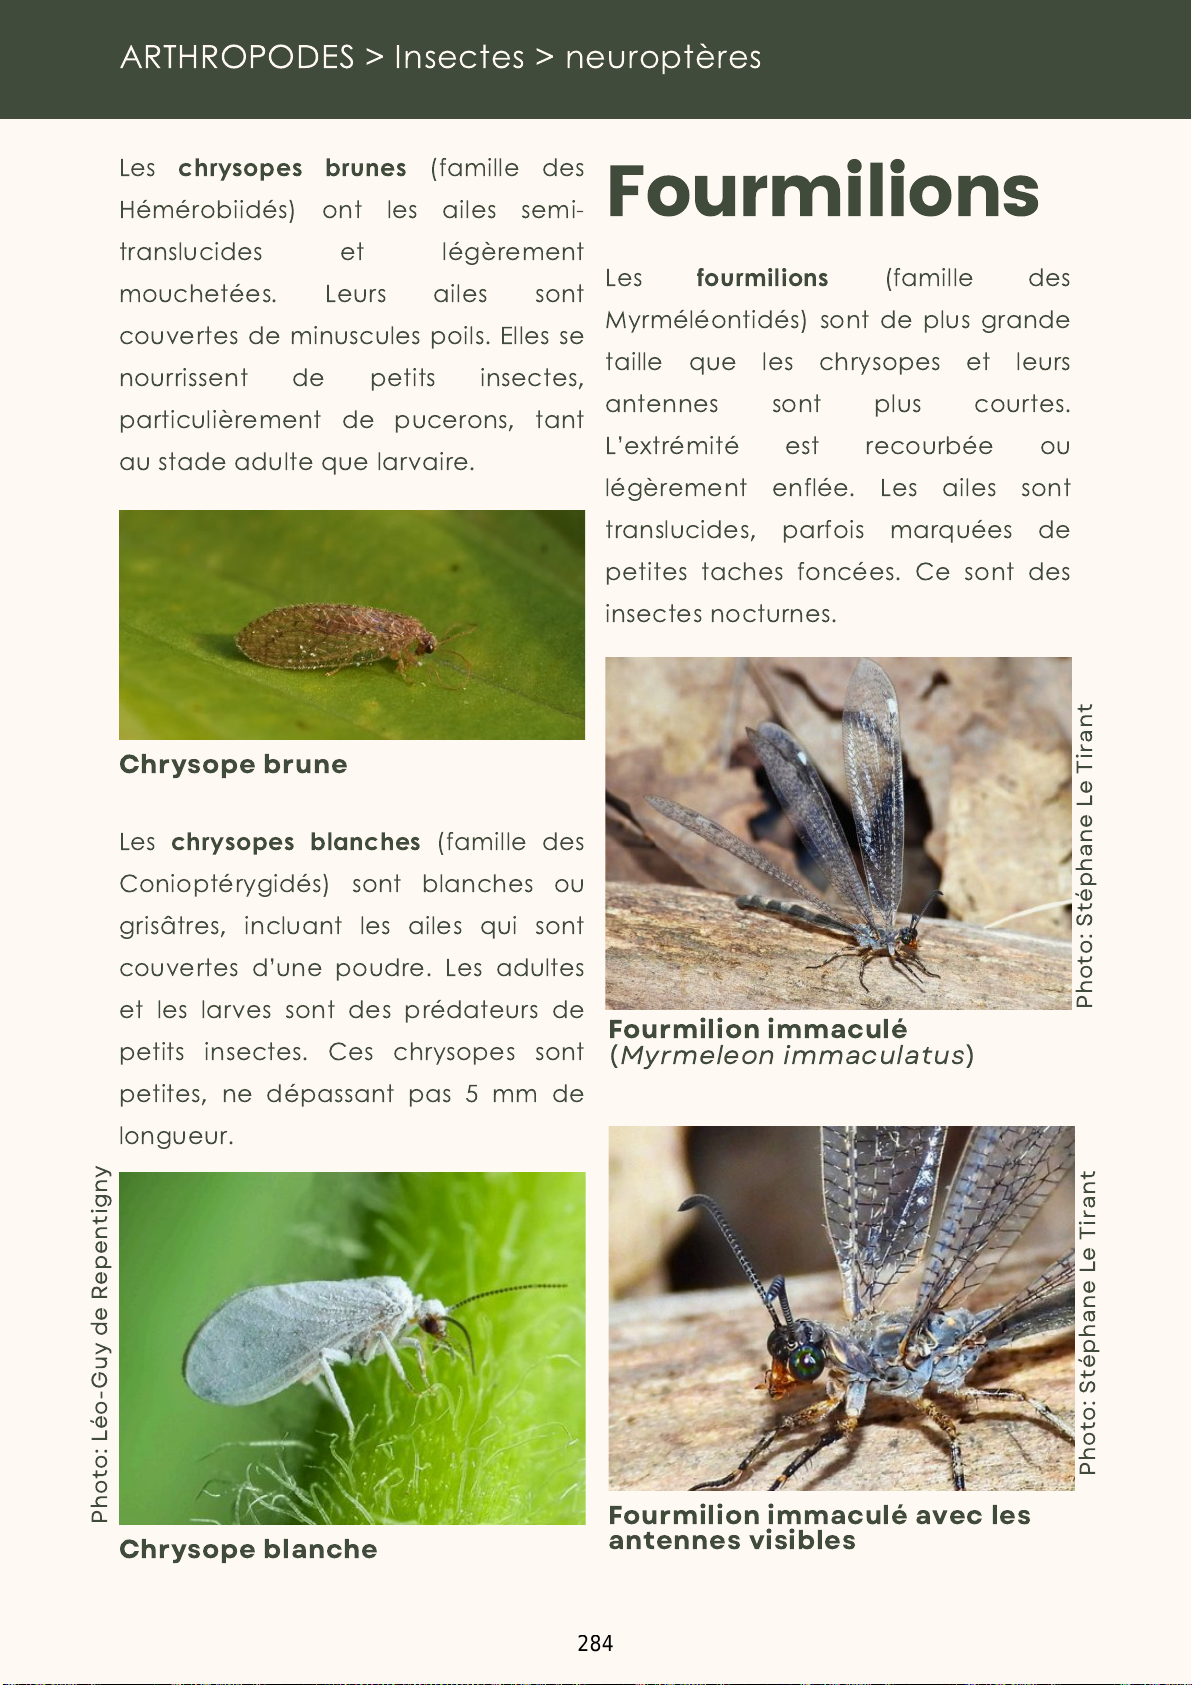 ARTHROPODES > Insectes > neuroptères
Les chrysopes brunes (famille des
Hémérobiidés) ont les ailes semi-
translucides et légèrement
mouchetées. Leurs ailes sont
couvertes de minuscules poils. Elles se
nourrissent de petits insectes,
particulièrement de pucerons, tant
au stade adulte que larvaire.
Chrysope brune
Les chrysopes blanches (famille des
Conioptérygidés) sont blanches ou
grisâtres, incluant les ailes qui sont
couvertes d’une poudre. Les adultes
et les larves sont des prédateurs de
petits insectes. Ces chrysopes sont
petites, ne dépassant pas 5 mm de
longueur.
Photo: Léo-Guy de Repentigny
Chrysope blanche
Fourmilions
Les fourmilions (famille des
Myrméléontidés) sont de plus grande
taille que les chrysopes et leurs
antennes sont plus courtes.
L’extrémité est recourbée ou
légèrement enflée. Les ailes sont
translucides, parfois marquées de
petites taches foncées. Ce sont des
insectes nocturnes.
Photo: Stéphane Le Tirant
Fourmilion immaculé
(Myrmeleon immaculatus)
Photo: Stéphane Le Tirant
Fourmilion immaculé avec les
antennes visibles
284